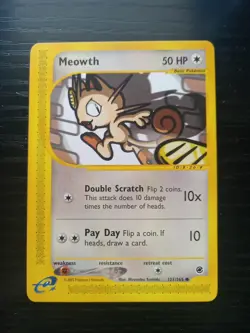 Meowth 50 HP
Basic Pokémon
Double Scratch Flip 2 coins.
This attack does 10 damage
times the number of heads.
10x
Pay Day Flip a coin. If
heads, draw a card.
10
weakness resistance retreat cost
e